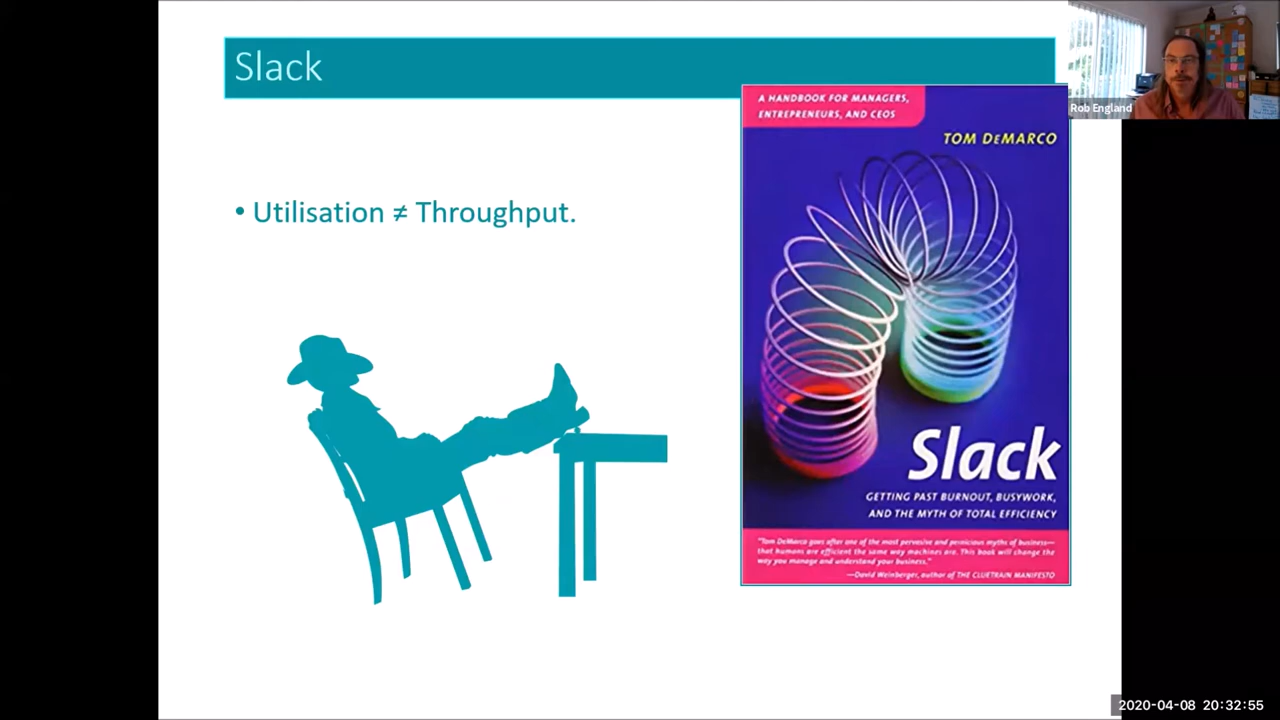 Slack
A HANDBOOK FOR MANAGERS,
ENTREPRENEURS, AND CEOS
TOM DEMARCO
Rob England
• Utilisation ≠ Throughput.
Slack
GETTING PAST BURNOUT, BUSYWORK,
AND THE MYTH OF TOTAL EFFICIENCY
"Tom DeMarco goes after one of the most pervasive and pernicious myths of business—
that humans are efficient the same way machines are. This book will change the
way you manage and understand your business."
—David Weinberger, author of THE CLUETRAIN MANIFESTO
2020-04-08 20:32:55